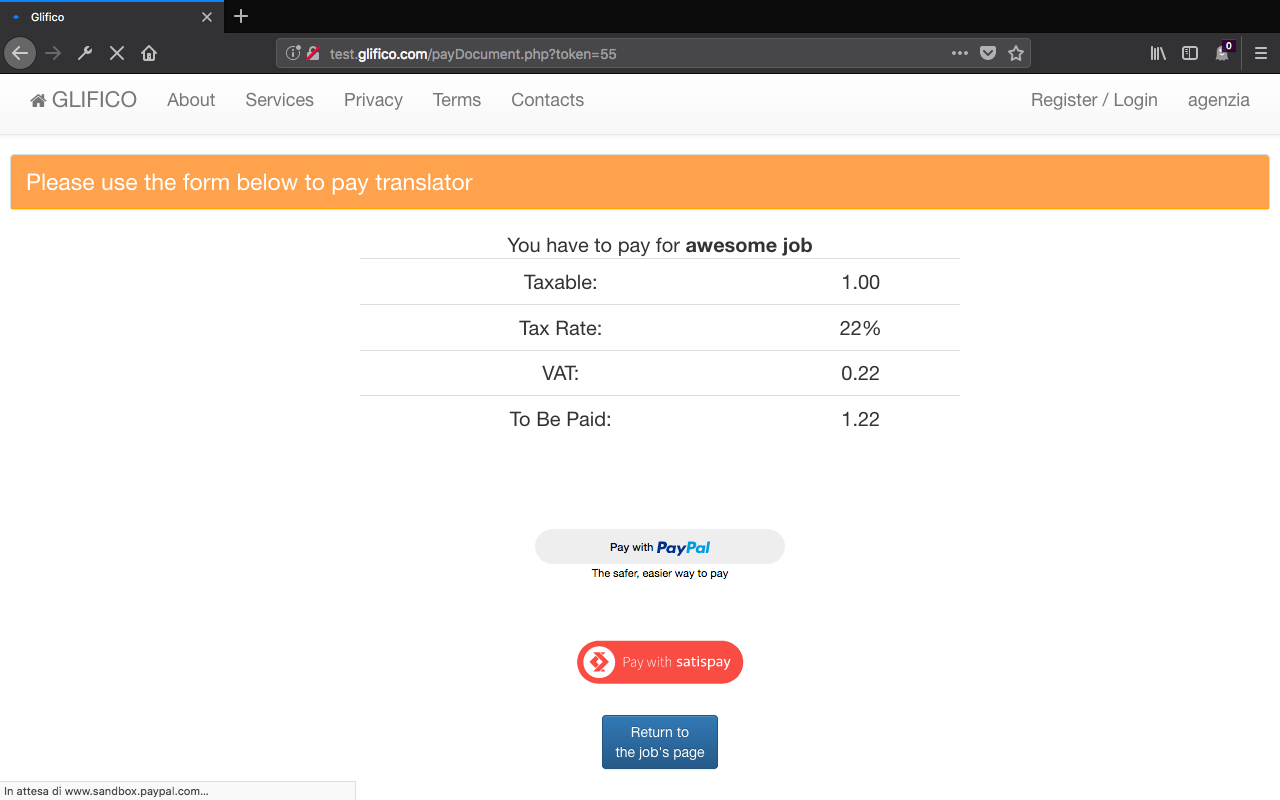 Glifico
test.glifico.com/payDocument.php?token=55
0
GLIFICO About Services Privacy Terms Contacts Register / Login agenzia
Please use the form below to pay translator
You have to pay for awesome job
Taxable: 1.00
Tax Rate: 22%
VAT: 0.22
To Be Paid: 1.22
Pay with PayPal
The safer, easier way to pay
Pay with satispay
Return to
the job's page
In attesa di www.sandbox.paypal.com...